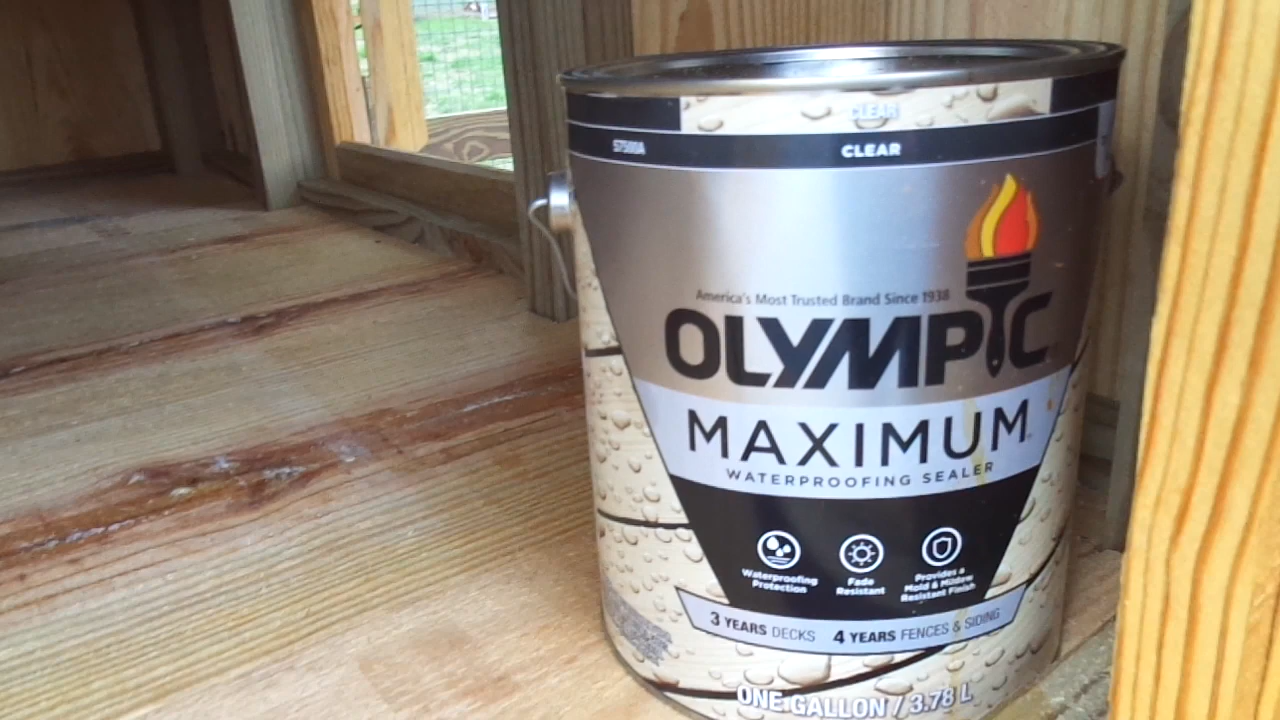 CLEAR
57500A
CLEAR
America's Most Trusted Brand Since 1938
OLYMPIC
MAXIMUM
WATERPROOFING SEALER
Waterproofing
Protection
Fade
Resistant
Provides a
Mold & Mildew
Resistant Finish
3 YEARS DECKS 4 YEARS FENCES & SIDING
ONE GALLON / 3.78 L